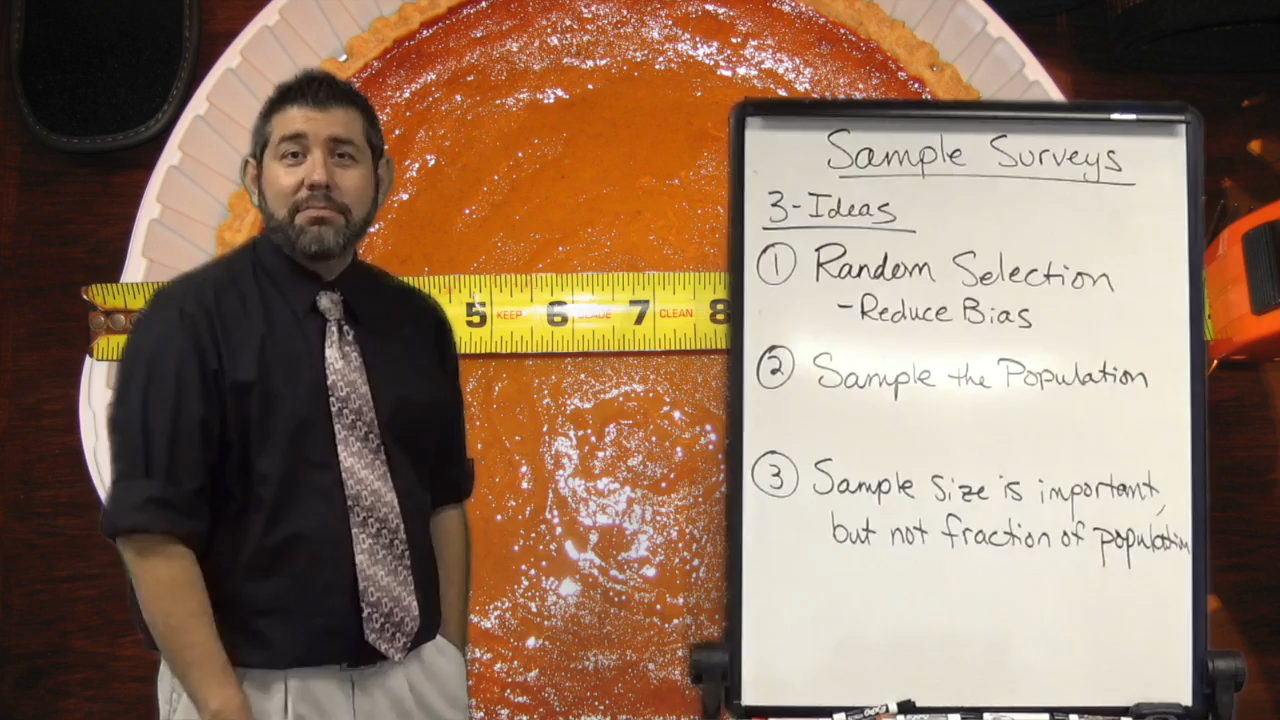 Sample Surveys
3-Ideas
① Random Selection
-Reduce Bias
② Sample the Population
③ Sample size is important,
but not fraction of population
5 KEEP 6 BLADE 7 CLEAN 8